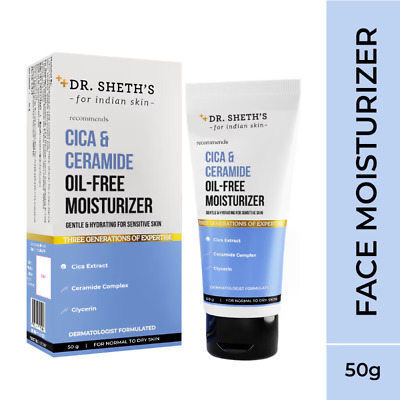 DR. SHETH'S
-for indian skin-
recommends
CICA &
CERAMIDE
OIL-FREE
MOISTURIZER
GENTLE & HYDRATING FOR SENSITIVE SKIN
THREE GENERATIONS OF EXPERTISE
Cica Extract
Ceramide Complex
Glycerin
DERMATOLOGIST FORMULATED
50 g | FOR NORMAL TO DRY SKIN
DR. SHETH'S
-for indian skin-
recommends
CICA &
CERAMIDE
OIL-FREE
MOISTURIZER
GENTLE & HYDRATING FOR SENSITIVE SKIN
THREE GENERATIONS OF EXPERTISE
Cica Extract
Ceramide Complex
Glycerin
DERMATOLOGIST FORMULATED
50 g | FOR NORMAL TO DRY SKIN
FACE MOISTURIZER
50g